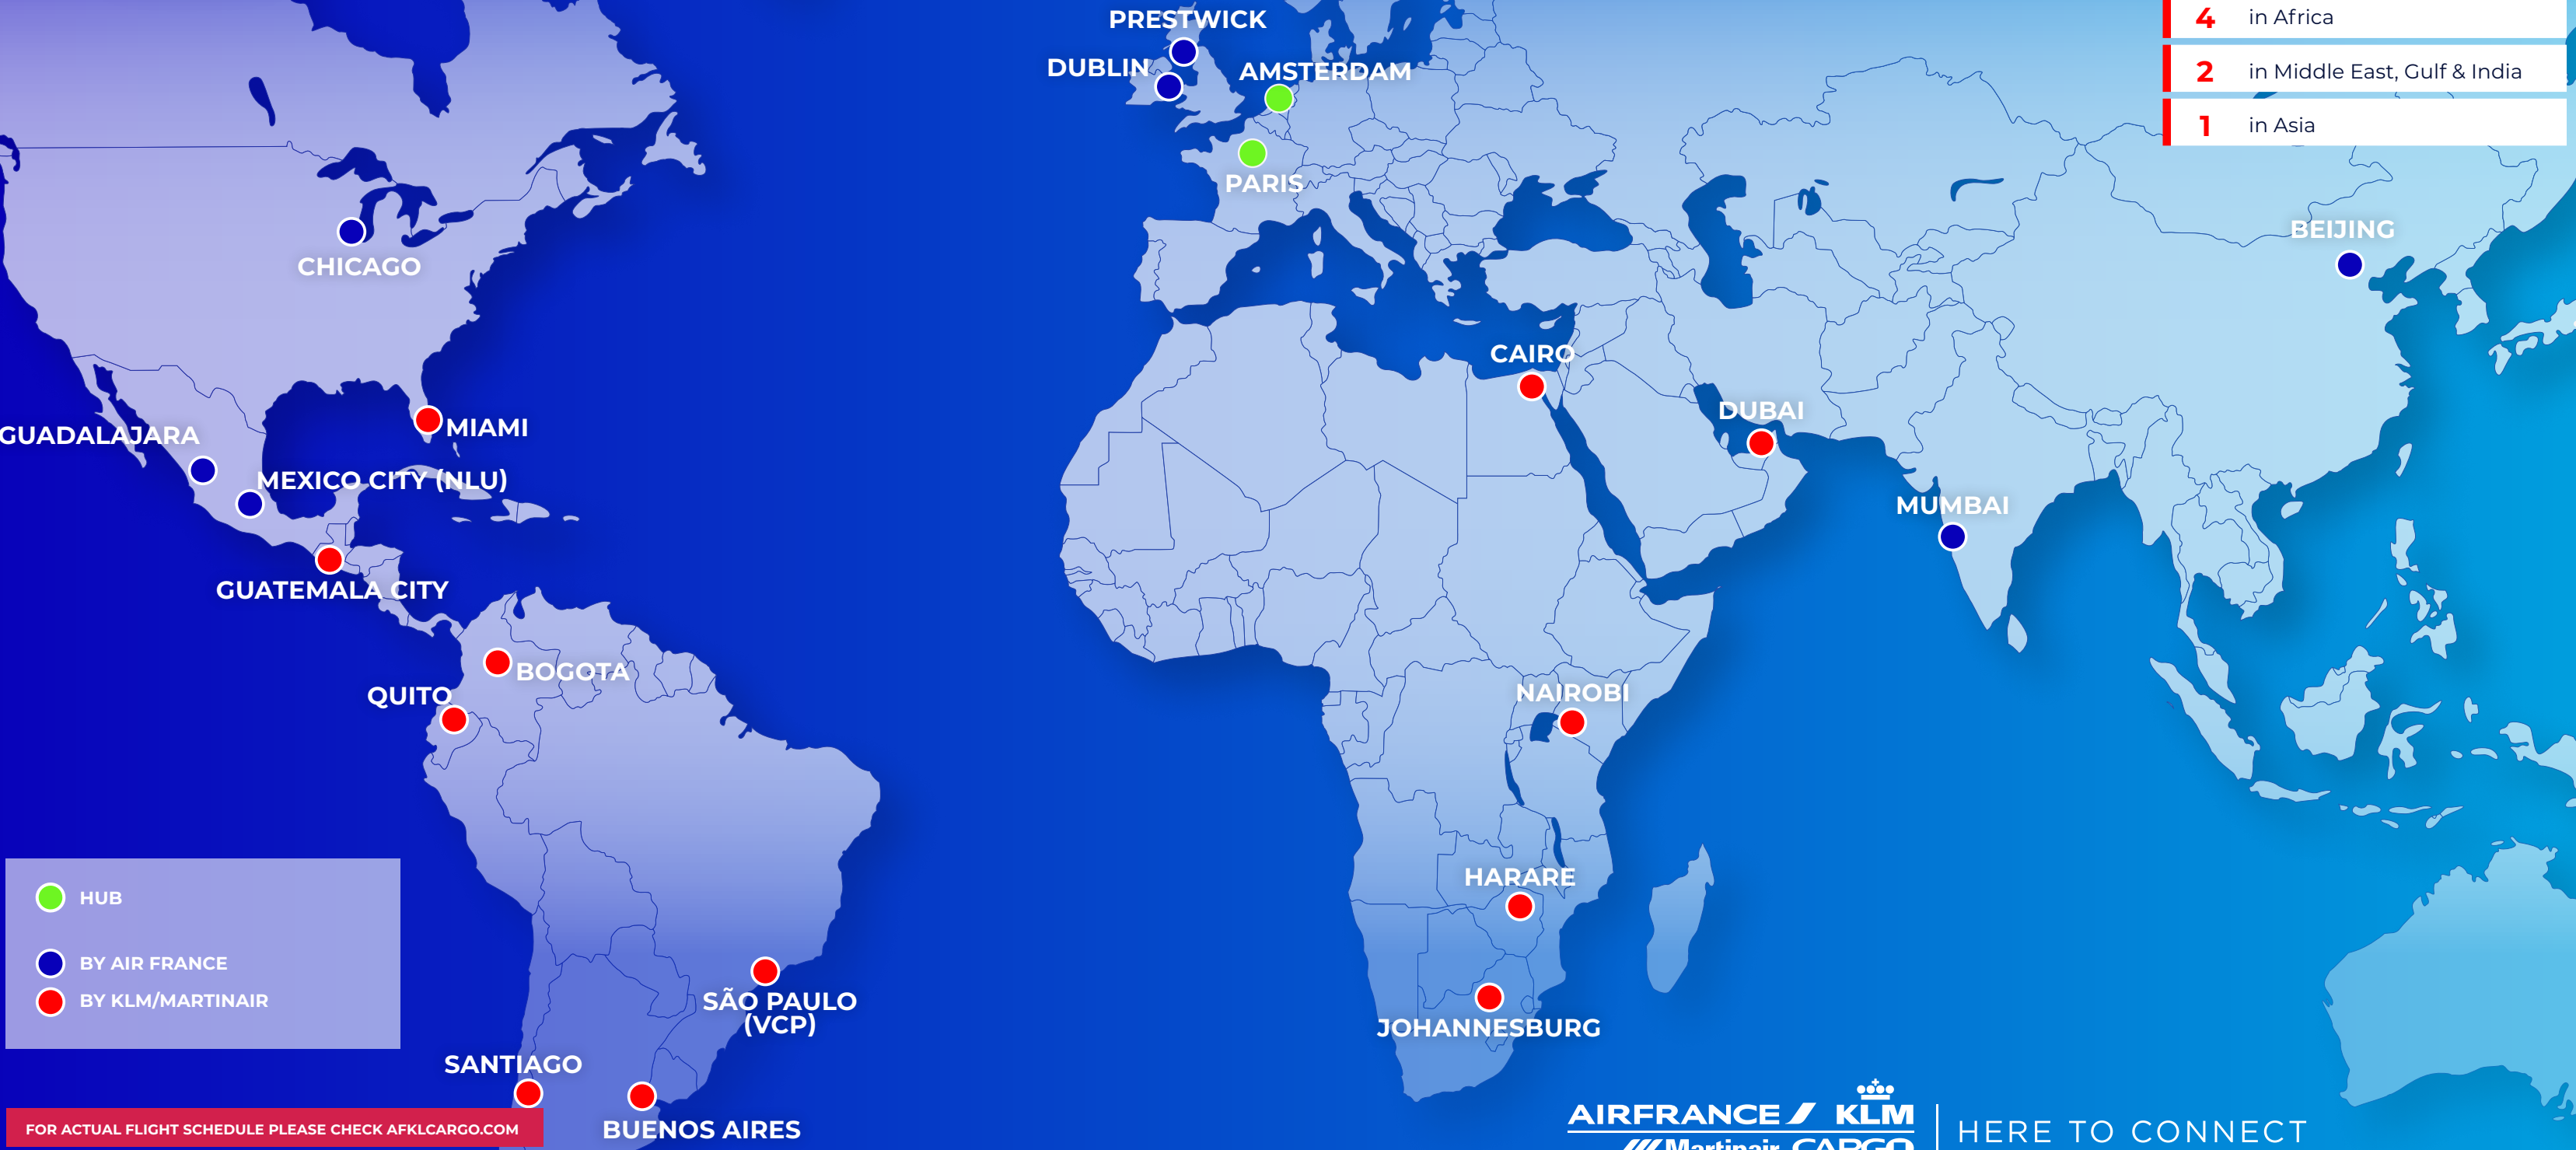 PRESTWICK
4 in Africa
DUBLIN
AMSTERDAM
2 in Middle East, Gulf & India
1 in Asia
PARIS
BEIJING
CHICAGO
CAIRO
DUBAI
MIAMI
GUADALAJARA
MEXICO CITY (NLU)
MUMBAI
GUATEMALA CITY
BOGOTA
QUITO
NAIROBI
HARARE
HUB
BY AIR FRANCE
BY KLM/MARTINAIR
SÃO PAULO
(VCP)
JOHANNESBURG
SANTIAGO
BUENOS AIRES
FOR ACTUAL FLIGHT SCHEDULE PLEASE CHECK AFKLCARGO.COM
AIRFRANCE KLM
Martinair CARGO
HERE TO CONNECT